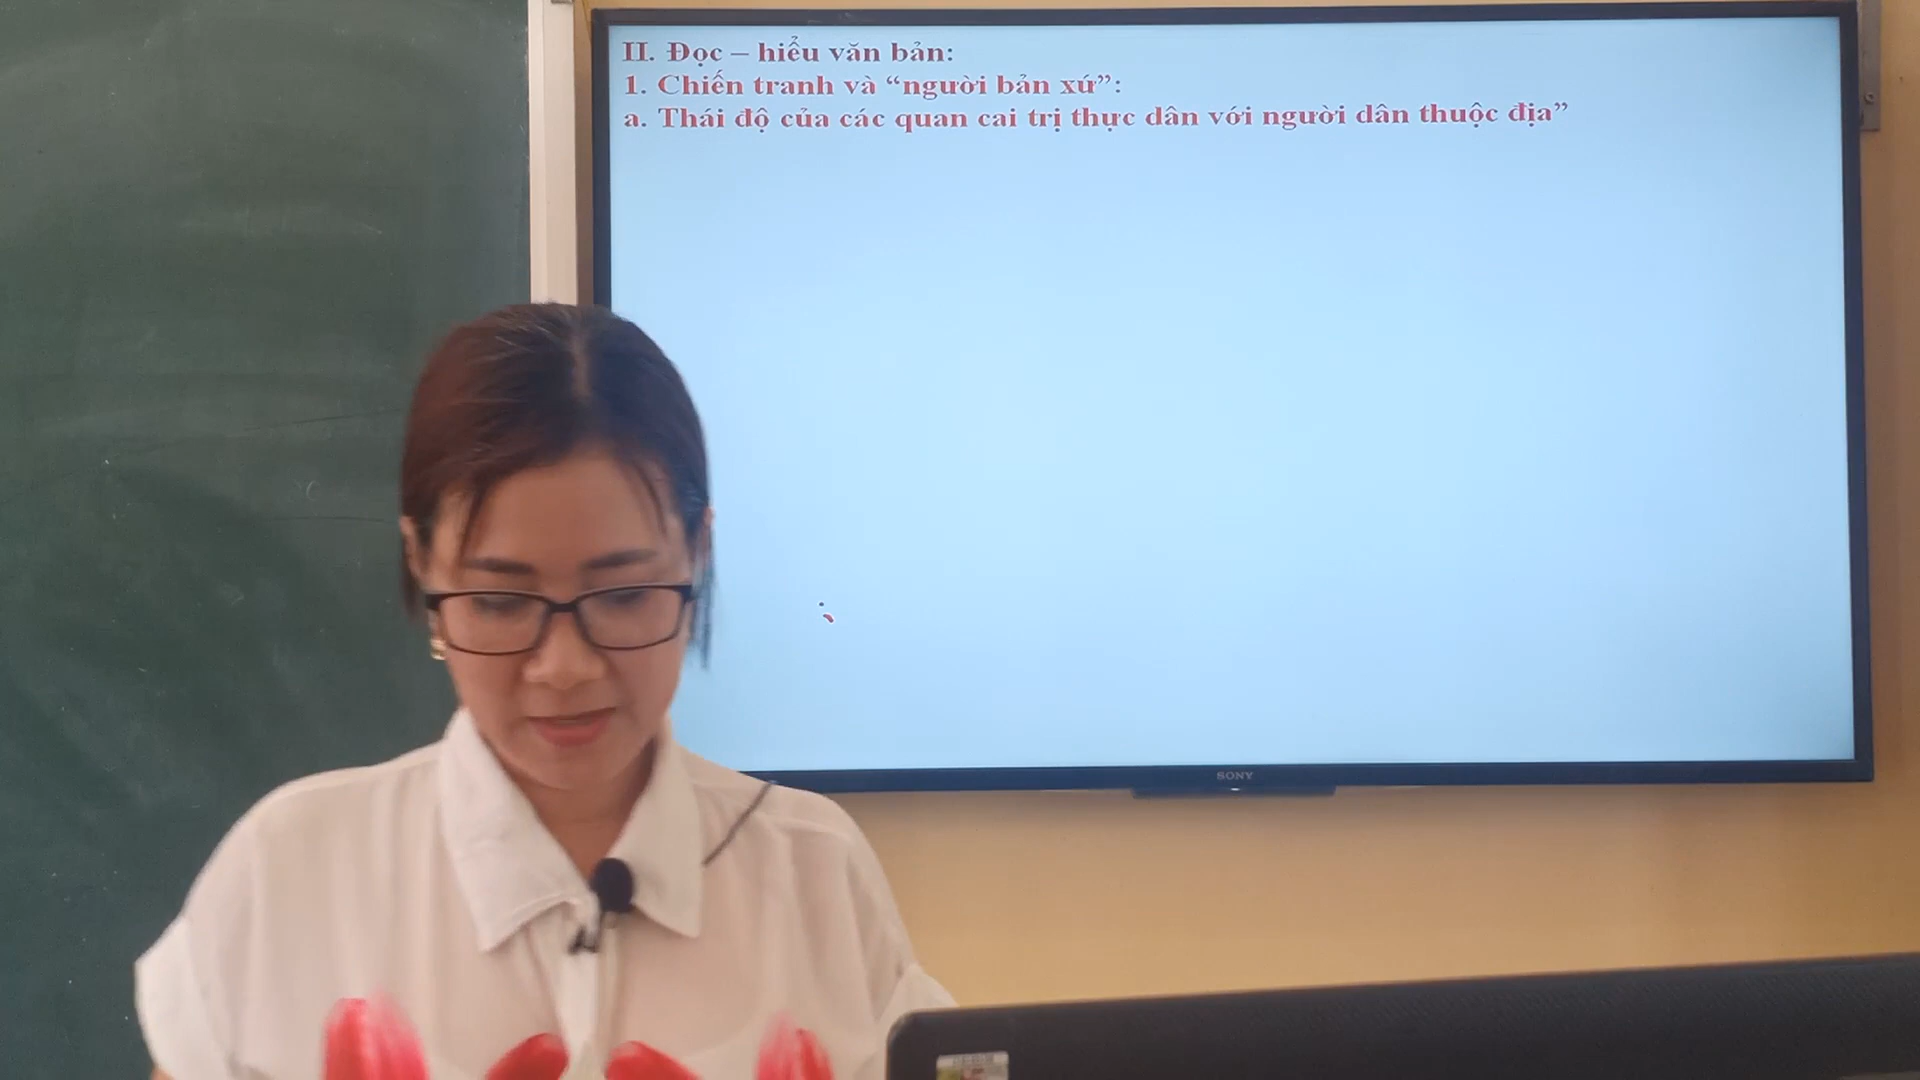 II. Đọc – hiểu văn bản:
1. Chiến tranh và “người bản xứ”:
a. Thái độ của các quan cai trị thực dân với người dân thuộc địa”
SONY